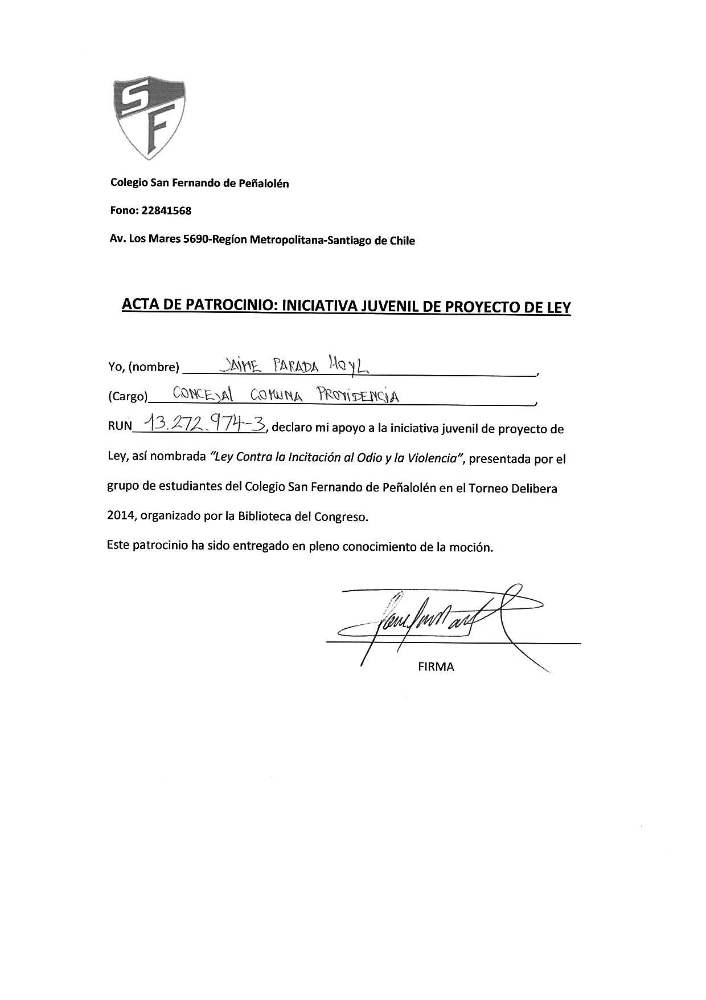 SF
Colegio San Fernando de Peñalolén
Fono: 22841568
Av. Los Mares 5690-Regíon Metropolitana-Santiago de Chile
ACTA DE PATROCINIO: INICIATIVA JUVENIL DE PROYECTO DE LEY
Yo, (nombre) JAIME PARADA HOYL,
(Cargo) CONCEJAl COMUNA PROVIDENCIA,
RUN 13.272.974-3, declaro mi apoyo a la iniciativa juvenil de proyecto de
Ley, así nombrada “Ley Contra la Incitación al Odio y la Violencia”, presentada por el
grupo de estudiantes del Colegio San Fernando de Peñalolén en el Torneo Delibera
2014, organizado por la Biblioteca del Congreso.
Este patrocinio ha sido entregado en pleno conocimiento de la moción.
FIRMA